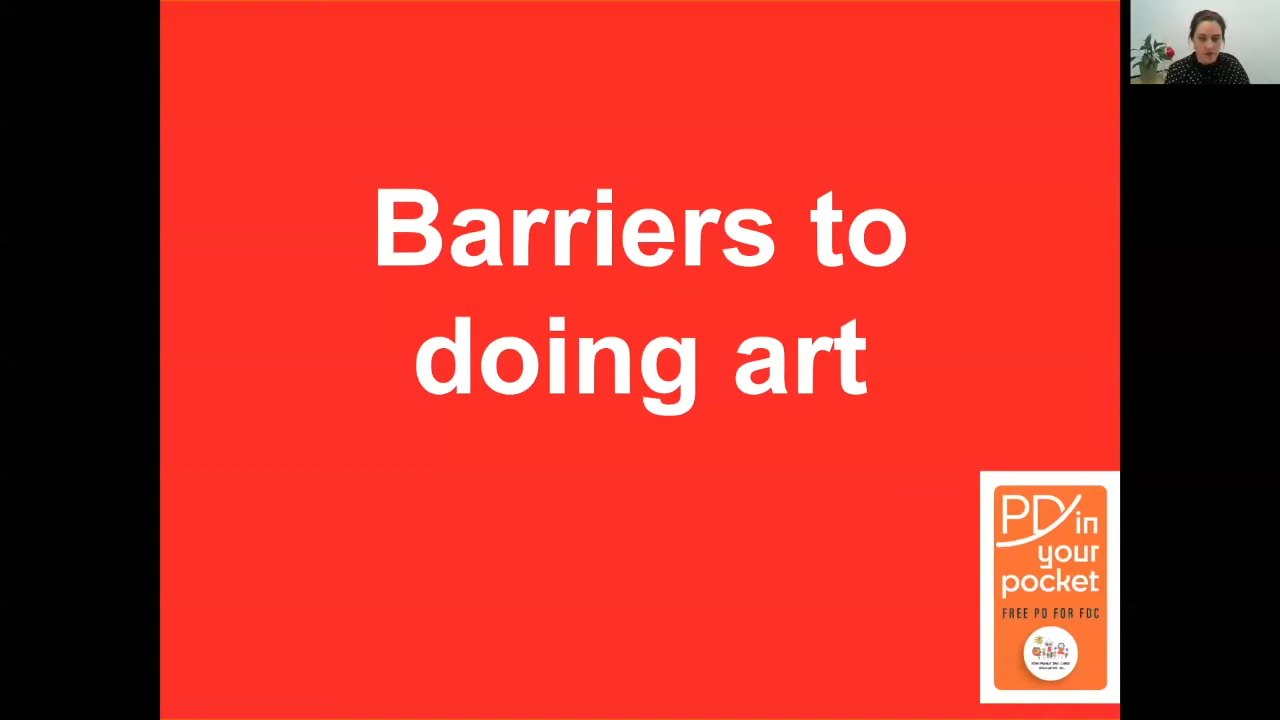 Barriers to
doing art
PD in
your
pocket
FREE PD FOR FDC